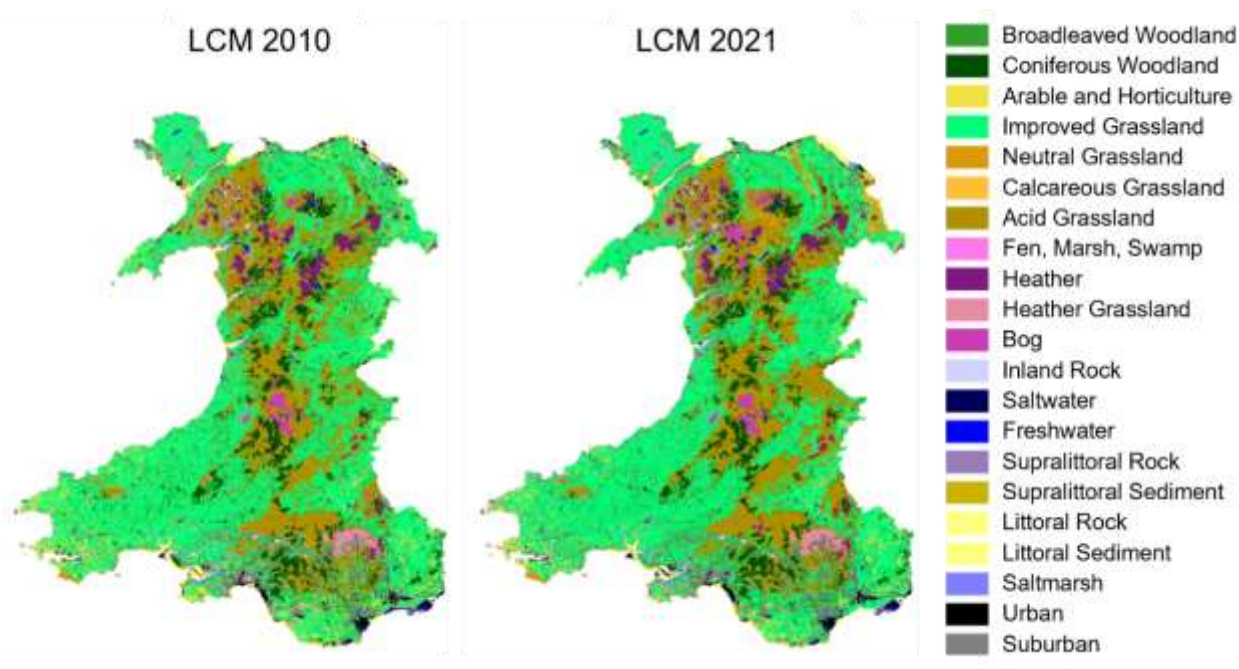 LCM 2010
LCM 2021
Broadleaved Woodland
Coniferous Woodland
Arable and Horticulture
Improved Grassland
Neutral Grassland
Calcareous Grassland
Acid Grassland
Fen, Marsh, Swamp
Heather
Heather Grassland
Bog
Inland Rock
Saltwater
Freshwater
Supralittoral Rock
Supralittoral Sediment
Littoral Rock
Littoral Sediment
Saltmarsh
Urban
Suburban